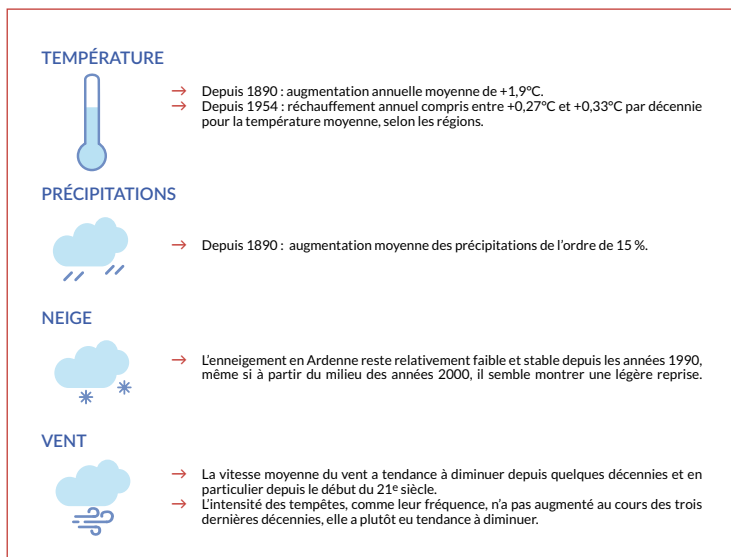 TEMPÉRATURE
→ Depuis 1890 : augmentation annuelle moyenne de +1,9°C.
→ Depuis 1954 : réchauffement annuel compris entre +0,27°C et +0,33°C par décennie
pour la température moyenne, selon les régions.
PRÉCIPITATIONS
→ Depuis 1890 : augmentation moyenne des précipitations de l'ordre de 15 %.
NEIGE
→ L'enneigement en Ardenne reste relativement faible et stable depuis les années 1990,
même si à partir du milieu des années 2000, il semble montrer une légère reprise.
VENT
→ La vitesse moyenne du vent a tendance à diminuer depuis quelques décennies et en
particulier depuis le début du 21e siècle.
→ L'intensité des tempêtes, comme leur fréquence, n'a pas augmenté au cours des trois
dernières décennies, elle a plutôt eu tendance à diminuer.